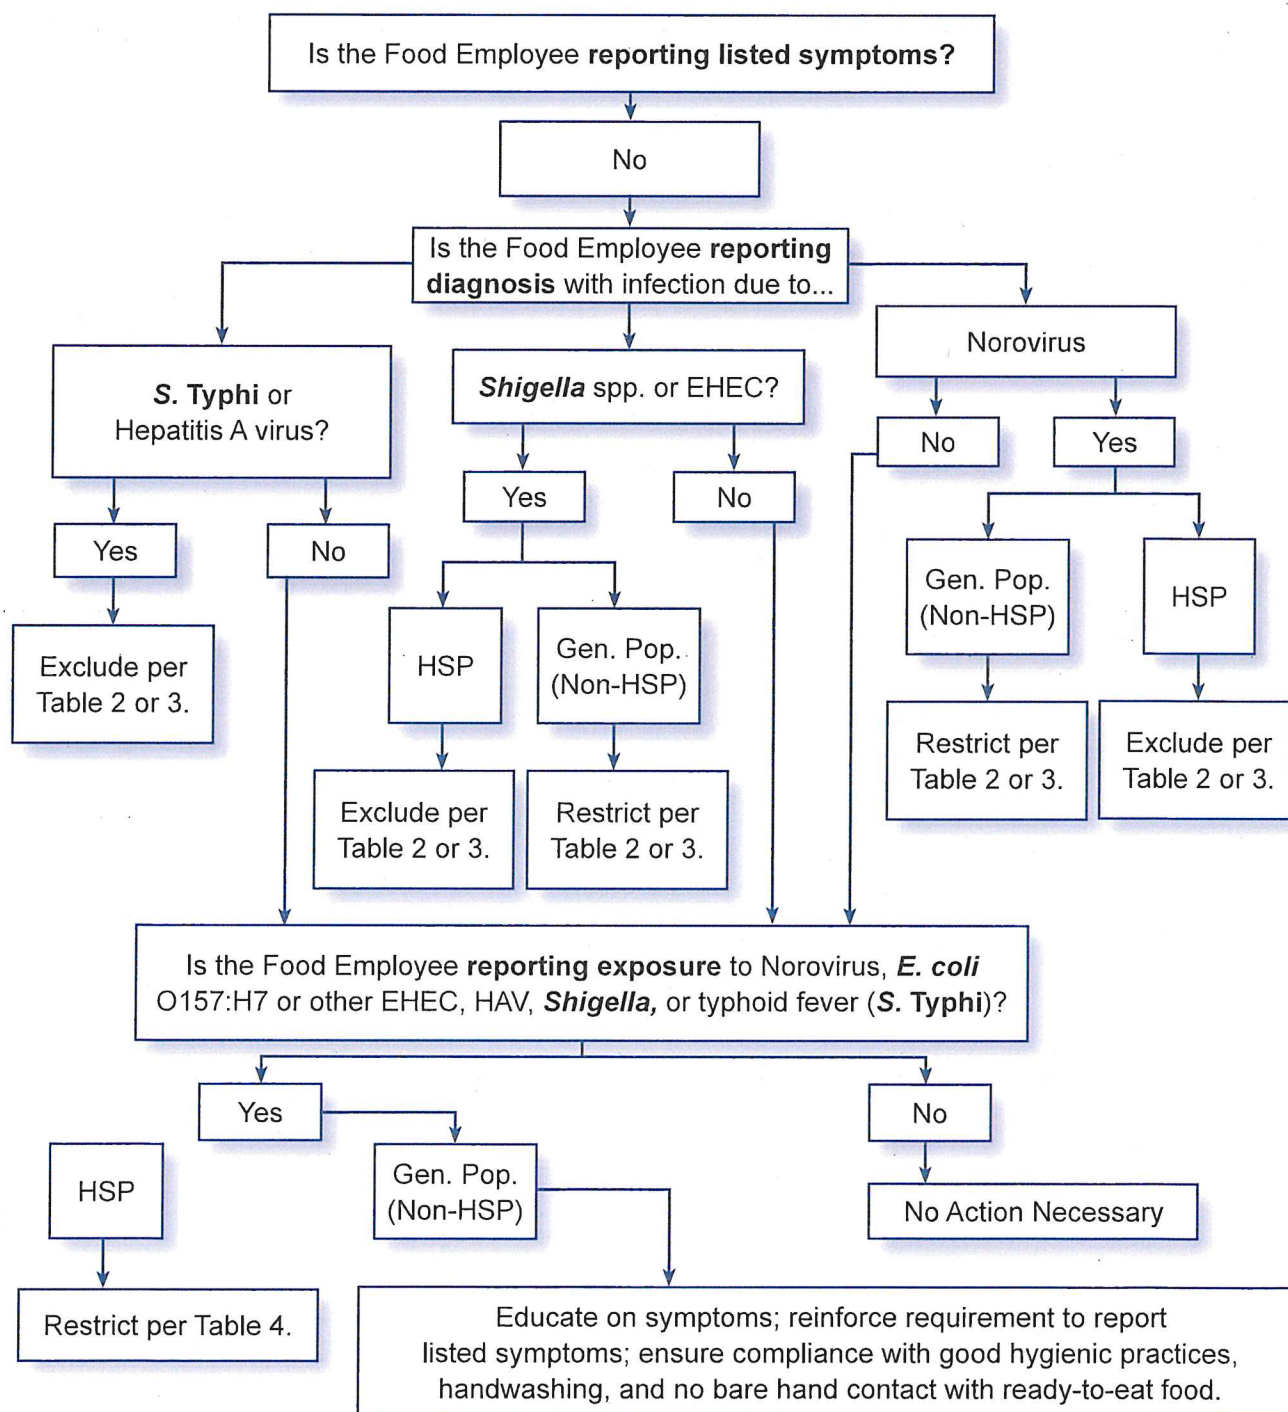 Is the Food Employee reporting listed symptoms?
No
Is the Food Employee reporting
diagnosis with infection due to...
S. Typhi or
Hepatitis A virus?
Yes
No
Exclude per
Table 2 or 3.
Shigella spp. or EHEC?
Yes
No
HSP
Gen. Pop.
(Non-HSP)
Exclude per
Table 2 or 3.
Restrict per
Table 2 or 3.
Norovirus
No
Yes
Gen. Pop.
(Non-HSP)
HSP
Restrict per
Table 2 or 3.
Exclude per
Table 2 or 3.
Is the Food Employee reporting exposure to Norovirus, E. coli
O157:H7 or other EHEC, HAV, Shigella, or typhoid fever (S. Typhi)?
Yes
No
HSP
Gen. Pop.
(Non-HSP)
No Action Necessary
Restrict per Table 4.
Educate on symptoms; reinforce requirement to report
listed symptoms; ensure compliance with good hygienic practices,
handwashing, and no bare hand contact with ready-to-eat food.